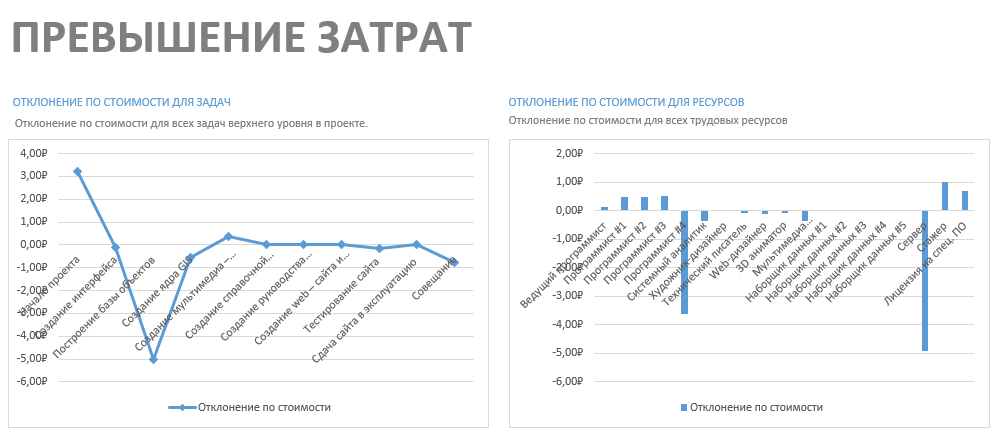 ПРЕВЫШЕНИЕ ЗАТРАТ
ОТКЛОНЕНИЕ ПО СТОИМОСТИ ДЛЯ ЗАДАЧ
Отклонение по стоимости для всех задач верхнего уровня в проекте.
4,00₽
3,00₽
2,00₽
1,00₽
0,00₽
-1,00₽
-2,00₽
-3,00₽
-4,00₽
-5,00₽
-6,00₽
Начало проекта
Создание интерфейса
Построение базы объектов
Создание ядра GIS
Создание мультимедиа –…
Создание справочной…
Создание руководства…
Создание web – сайта и…
Тестирование сайта
Сдача сайта в эксплуатацию
Совещания
Отклонение по стоимости
ОТКЛОНЕНИЕ ПО СТОИМОСТИ ДЛЯ РЕСУРСОВ
Отклонение по стоимости для всех трудовых ресурсов
2,00₽
1,00₽
0,00₽
-1,00₽
-2,00₽
-3,00₽
-4,00₽
-5,00₽
-6,00₽
Ведущий программист
Программист #1
Программист #2
Программист #3
Программист #4
Системный аналитик
Художник-дизайнер
Технический писатель
Web-дизайнер
3D аниматор
Мультимедиа…
Наборщик данных #1
Наборщик данных #2
Наборщик данных #3
Наборщик данных #4
Наборщик данных #5
Сервер
Стажер
Лицензия на спец. ПО
Отклонение по стоимости